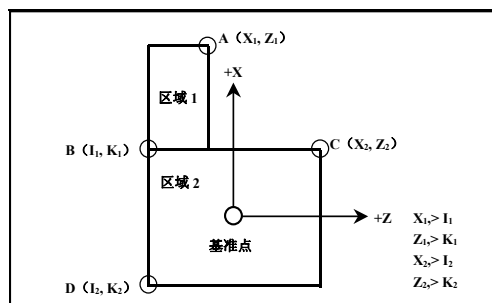 A（X₁, Z₁）
+X
区域 1
B（I₁, K₁）
C（X₂, Z₂）
区域 2
+Z
基准点
D（I₂, K₂）
X₁,> I₁
Z₁,> K₁
X₂,> I₂
Z₂,> K₂